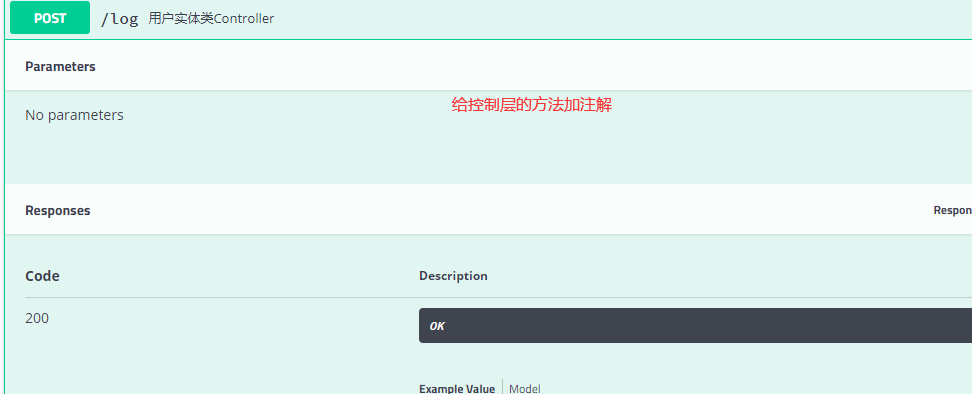 POST /log 用户实体类Controller
Parameters
给控制层的方法加注解
No parameters
Responses Respon
Code Description
200 OK
Example Value Model